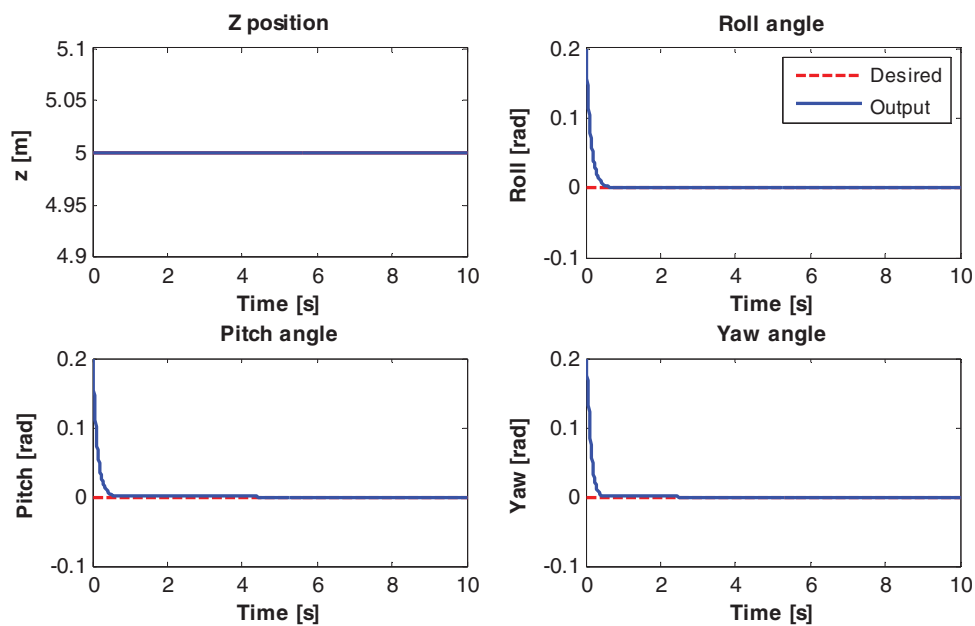 Z position
5.1
5.05
5
4.95
4.9
z [m]
0 2 4 6 8 10
Time [s]
Roll angle
0.2
0.1
0
-0.1
Roll [rad]
Desired
Output
0 2 4 6 8 10
Time [s]
Pitch angle
0.2
0.1
0
-0.1
Pitch [rad]
0 2 4 6 8 10
Time [s]
Yaw angle
0.2
0.1
0
-0.1
Yaw [rad]
0 2 4 6 8 10
Time [s]